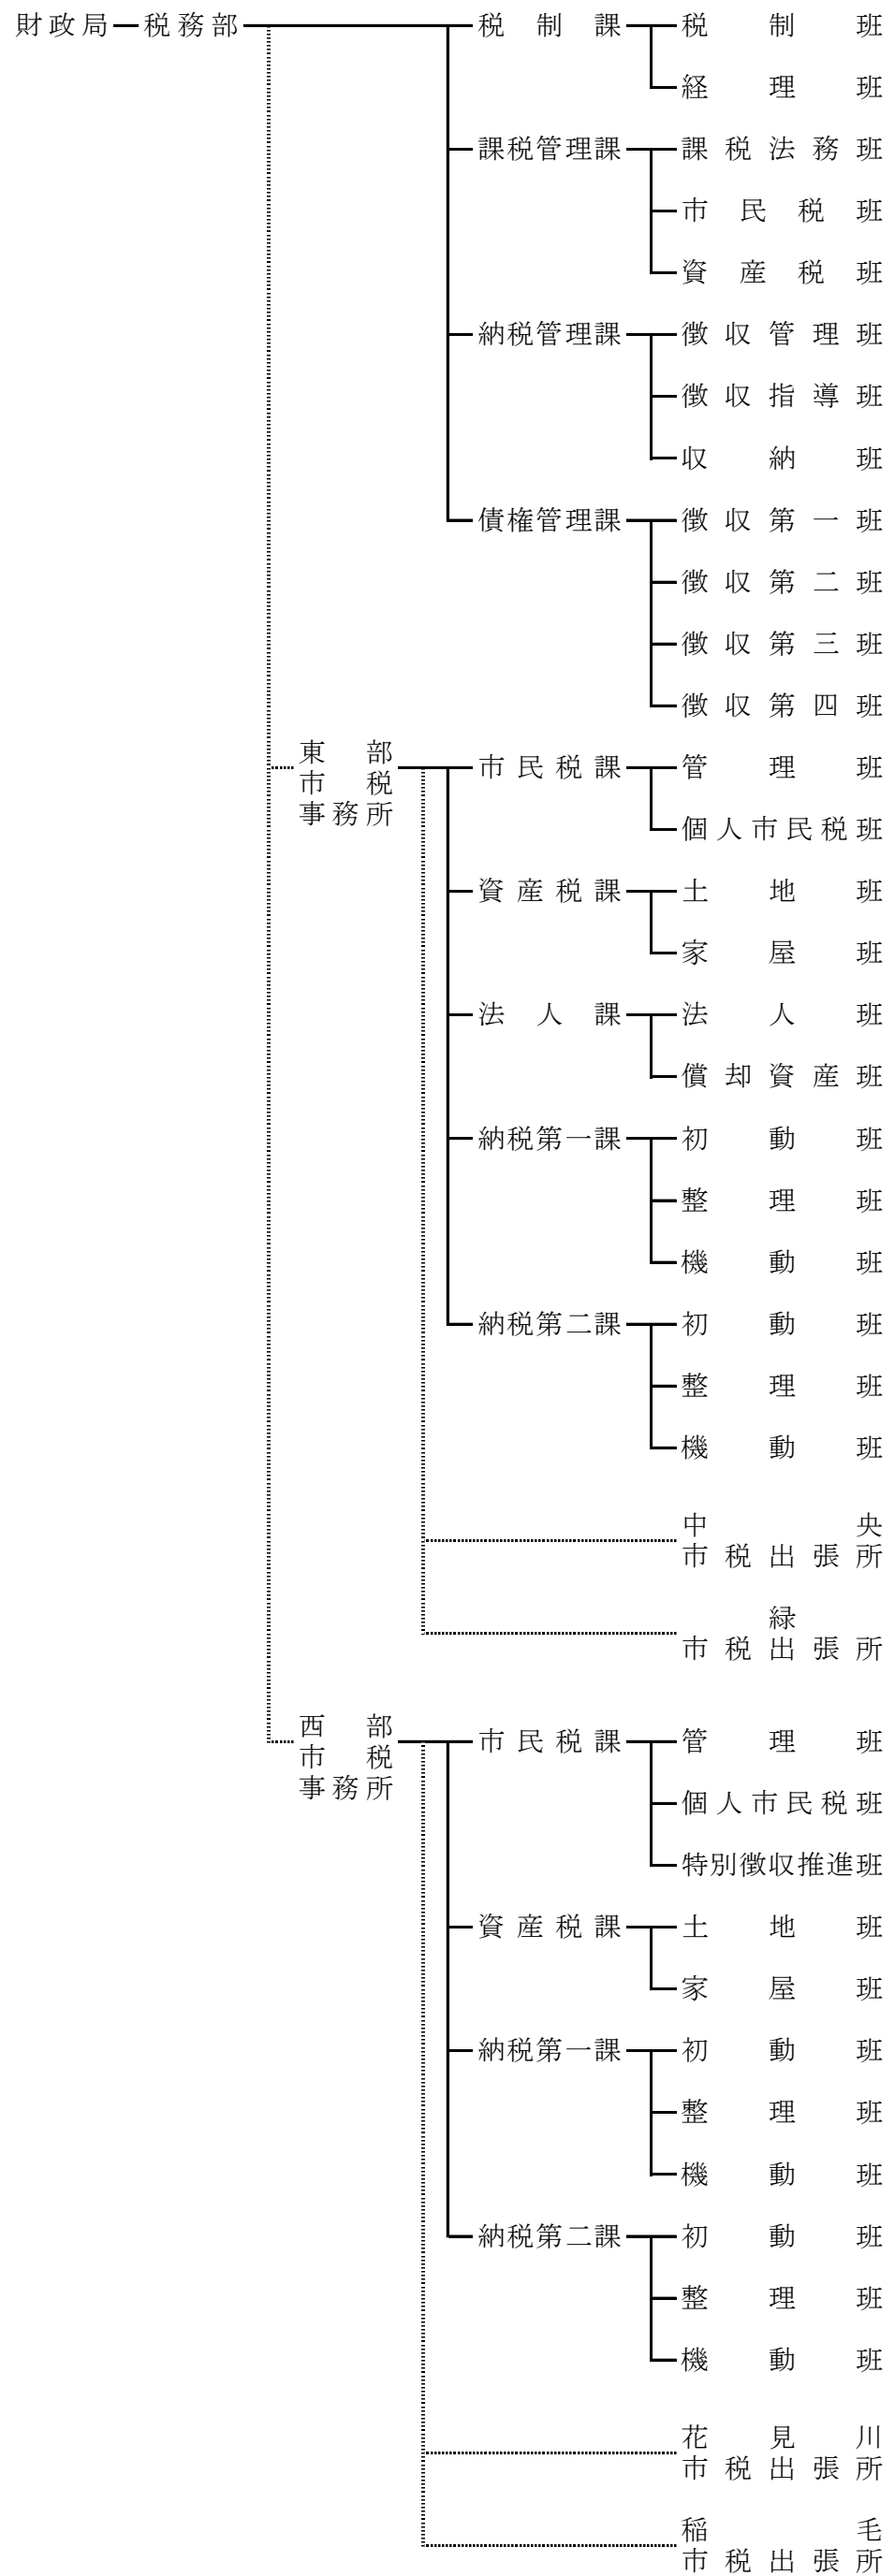 財政局 税務部 税制課 税制班
経理班
課税管理課 課税法務班
市民税班
資産税班
納税管理課 徴収管理班
徴収指導班
収納班
債権管理課 徴収第一班
徴収第二班
徴収第三班
徴収第四班
東部
市税
事務所
市民税課 管理班
個人市民税班
資産税課 土地班
家屋班
法人課 法人班
償却資産班
納税第一課 初動班
整理班
機動班
納税第二課 初動班
整理班
機動班
中央
市税出張所
緑
市税出張所
西部
市税
事務所
市民税課 管理班
個人市民税班
特別徴収推進班
資産税課 土地班
家屋班
納税第一課 初動班
整理班
機動班
納税第二課 初動班
整理班
機動班
花見川
市税出張所
稲毛
市税出張所